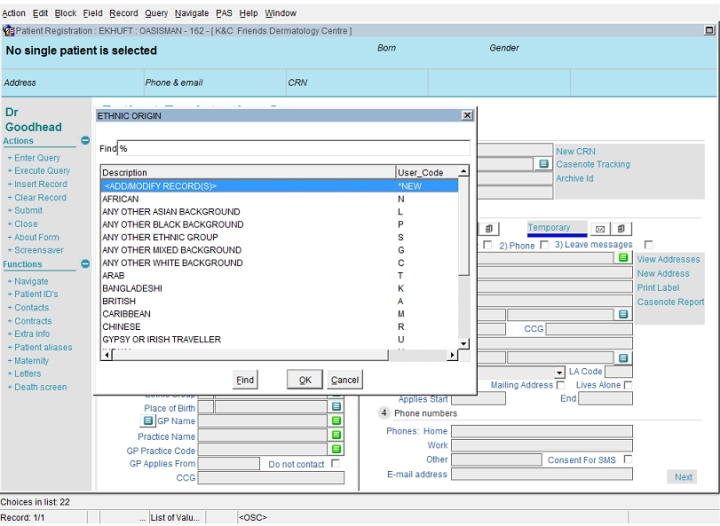 Action Edit Block Field Record Query Navigate PAS Help Window
Patient Registration : EKHUFT : OASISMAN - 162 - [ K&C Friends Dermatology Centre ]
No single patient is selected
Born
Gender
Address
Phone & email
CRN
Dr
Goodhead
Actions
+ Enter Query
+ Execute Query
+ Insert Record
+ Clear Record
+ Submit
+ Close
+ About Form
+ Screensaver
Functions
+ Navigate
+ Patient ID's
+ Contacts
+ Contracts
+ Extra info
+ Patient aliases
+ Maternity
+ Letters
+ Death screen
ETHNIC ORIGIN
Find %
Description User_Code
<ADD/MODIFY RECORD(S)> *NEW
AFRICAN N
ANY OTHER ASIAN BACKGROUND L
ANY OTHER BLACK BACKGROUND P
ANY OTHER ETHNIC GROUP S
ANY OTHER MIXED BACKGROUND G
ANY OTHER WHITE BACKGROUND C
ARAB T
BANGLADESHI K
BRITISH A
CARIBBEAN M
CHINESE R
GYPSY OR IRISH TRAVELLER U
Find OK Cancel
Place of Birth
GP Name
Practice Name
GP Practice Code
GP Applies From Do not contact
CCG
New CRN
Casenote Tracking
Archive Id
Temporary
2) Phone 3) Leave messages
View Addresses
New Address
Print Label
Casenote Report
CCG
LA Code
Mailing Address Lives Alone
Applies Start End
4 Phone numbers
Phones: Home
Work
Other Consent For SMS
E-mail address
Next
Choices in list: 22
Record: 1/1 ... List of Valu... <OSC>